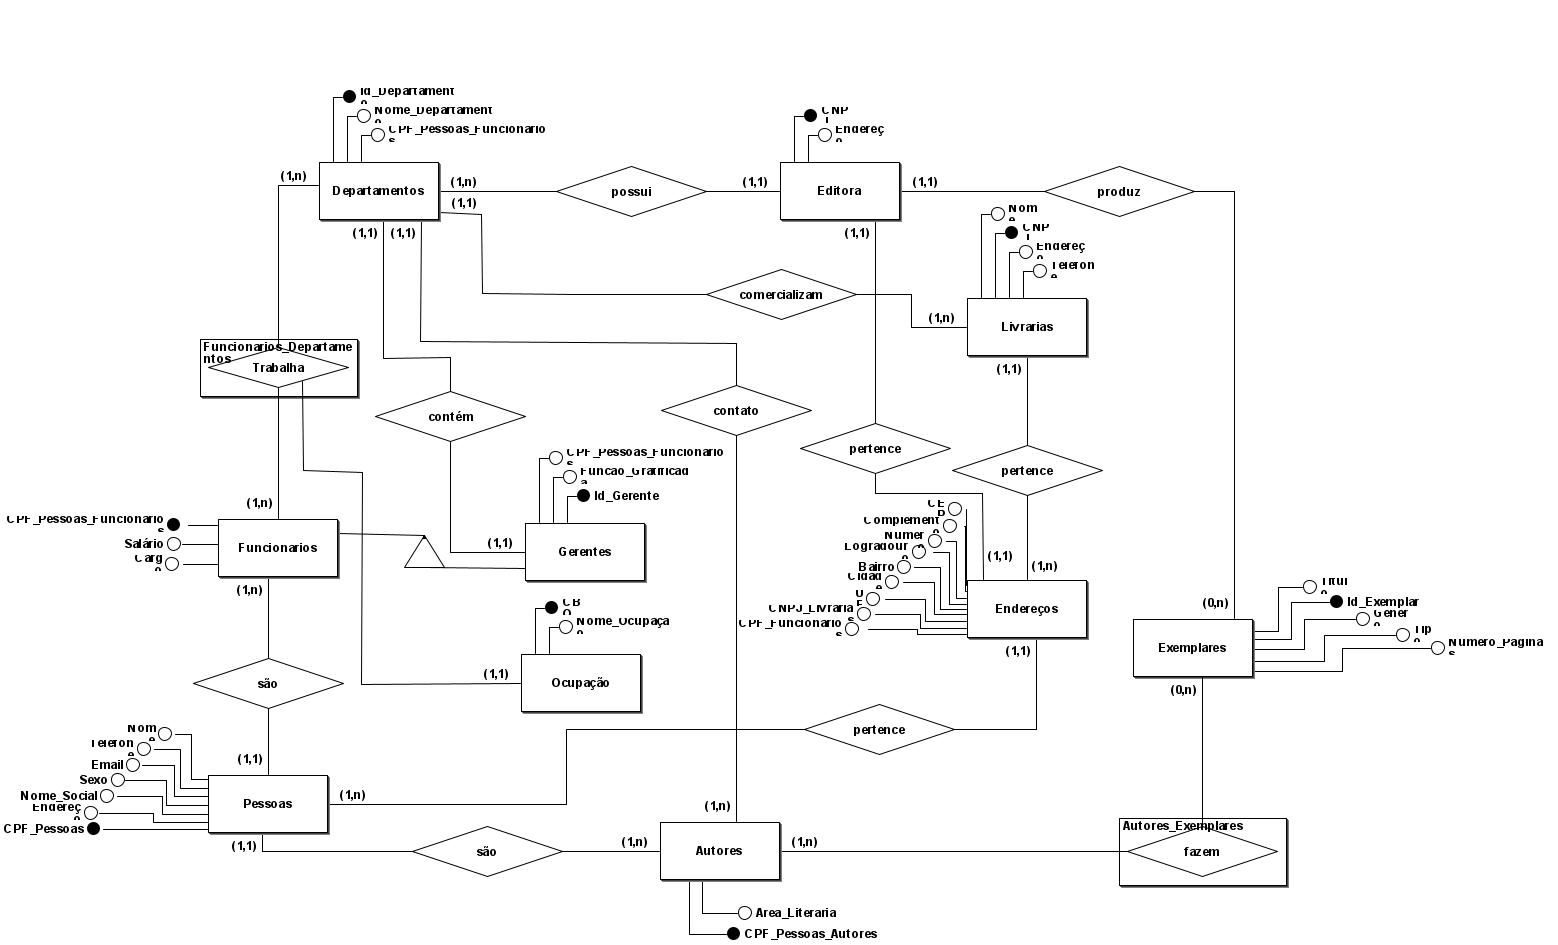 Id_Departament
o
Nome_Departament
o
CPF_Pessoas_Funcionario
s
CNP
J
Endereç
o
(1,n)
Departamentos
(1,n)
possui
(1,1)
Editora
(1,1)
produz
(1,1)
(1,1)
(1,1)
(1,1)
Nom
e
CNP
J
Endereç
o
Telefon
e
comercializam
(1,n)
Livrarias
(1,1)
Funcionarios_Departame
ntos
Trabalha
contém
contato
pertence
pertence
CPF_Pessoas_Funcionario
s
Funcao_Gratificad
a
Id_Gerente
(1,n)
CPF_Pessoas_Funcionario
s
Salário
Carg
o
Funcionarios
(1,n)
(1,1)
Gerentes
CE
P
Complement
o
Numer
o
Logradour
o
Bairro
Cidad
e
U
F
CNPJ_Livraria
s
CPF_Funcionario
s
(1,1)
(1,n)
Endereços
(1,1)
CB
O
Nome_Ocupaçã
o
(1,1)
Ocupação
(0,n)
Exemplares
(0,n)
Titul
o
Id_Exemplar
Gener
o
Tip
o
Numero_Pagina
s
são
(1,1)
pertence
Nom
e
Telefon
e
Email
Sexo
Nome_Social
Endereç
o
CPF_Pessoas
Pessoas
(1,n)
(1,1)
são
(1,n)
(1,n)
Autores
(1,n)
Autores_Exemplares
fazem
Area_Literaria
CPF_Pessoas_Autores